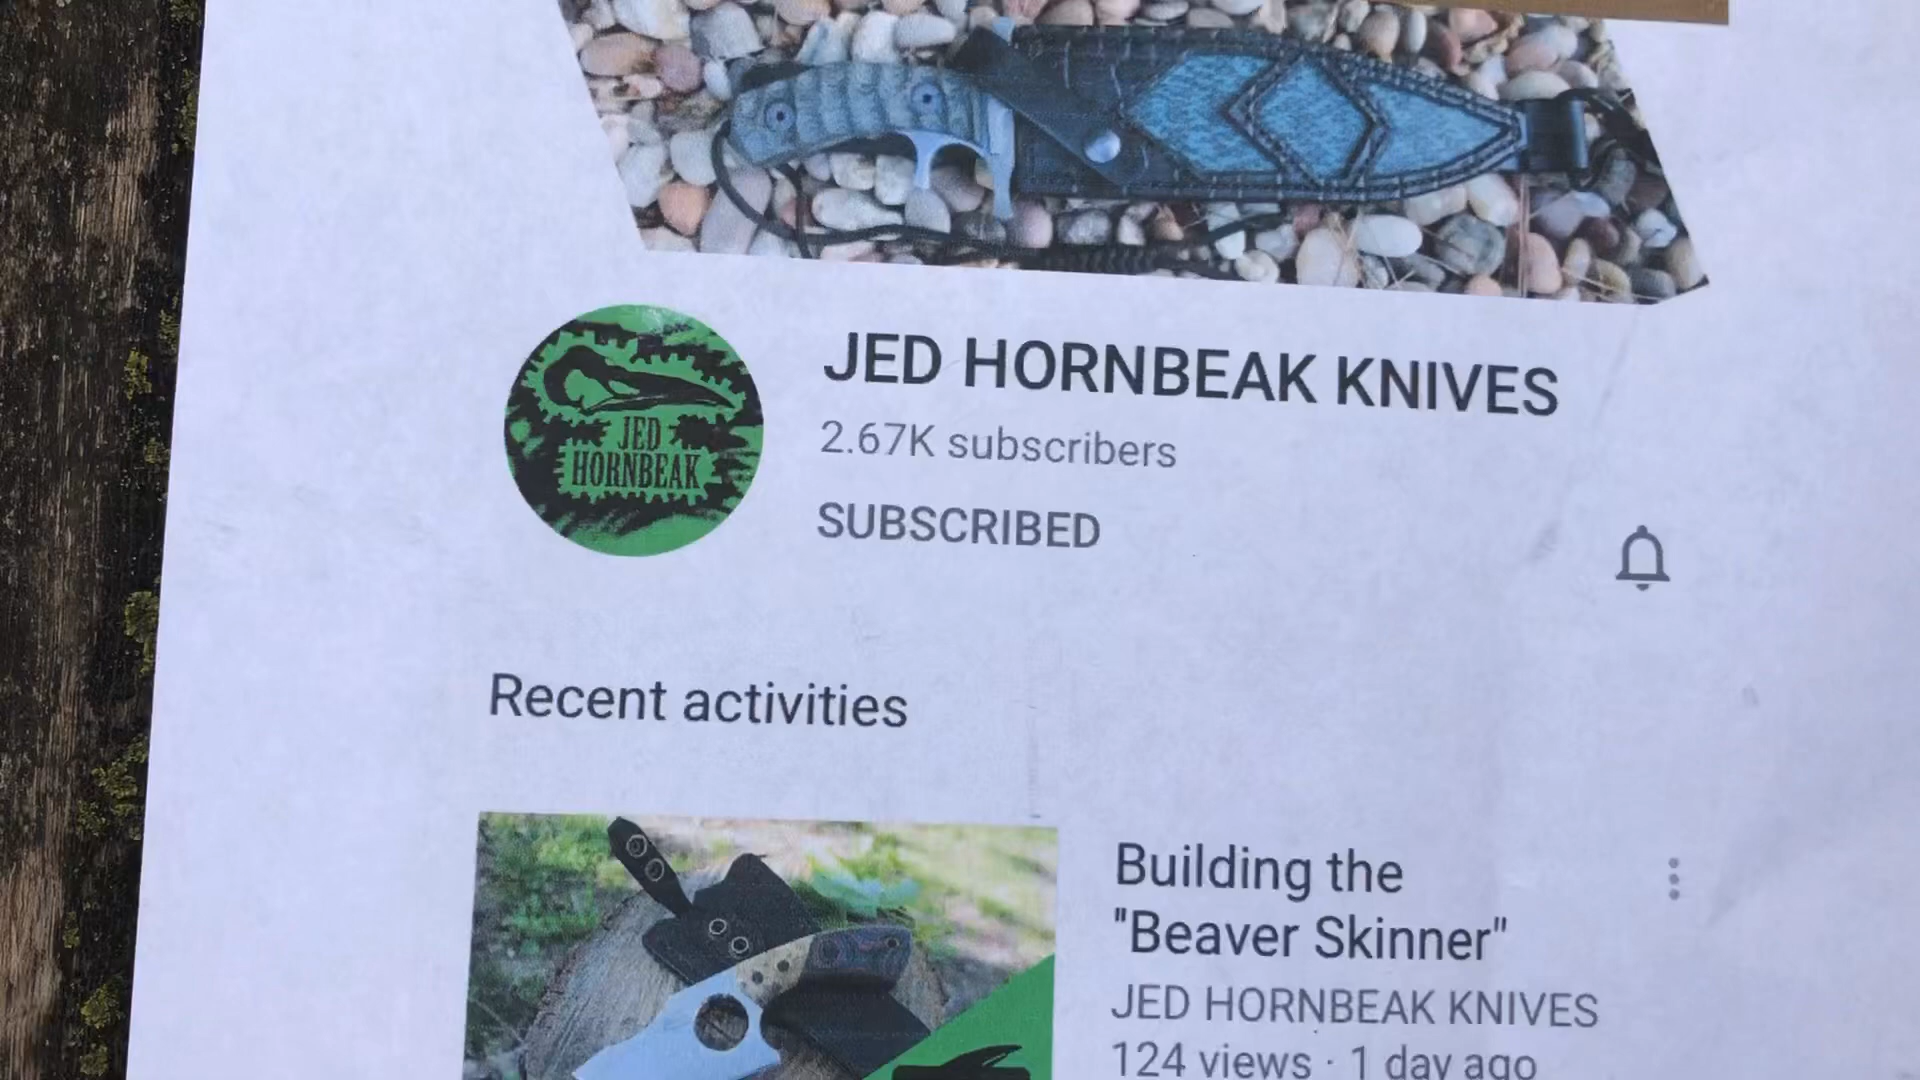 JED HORNBEAK KNIVES
2.67K subscribers
SUBSCRIBED
JED
HORNBEAK
Recent activities
Building the
"Beaver Skinner"
JED HORNBEAK KNIVES
124 views · 1 day ago